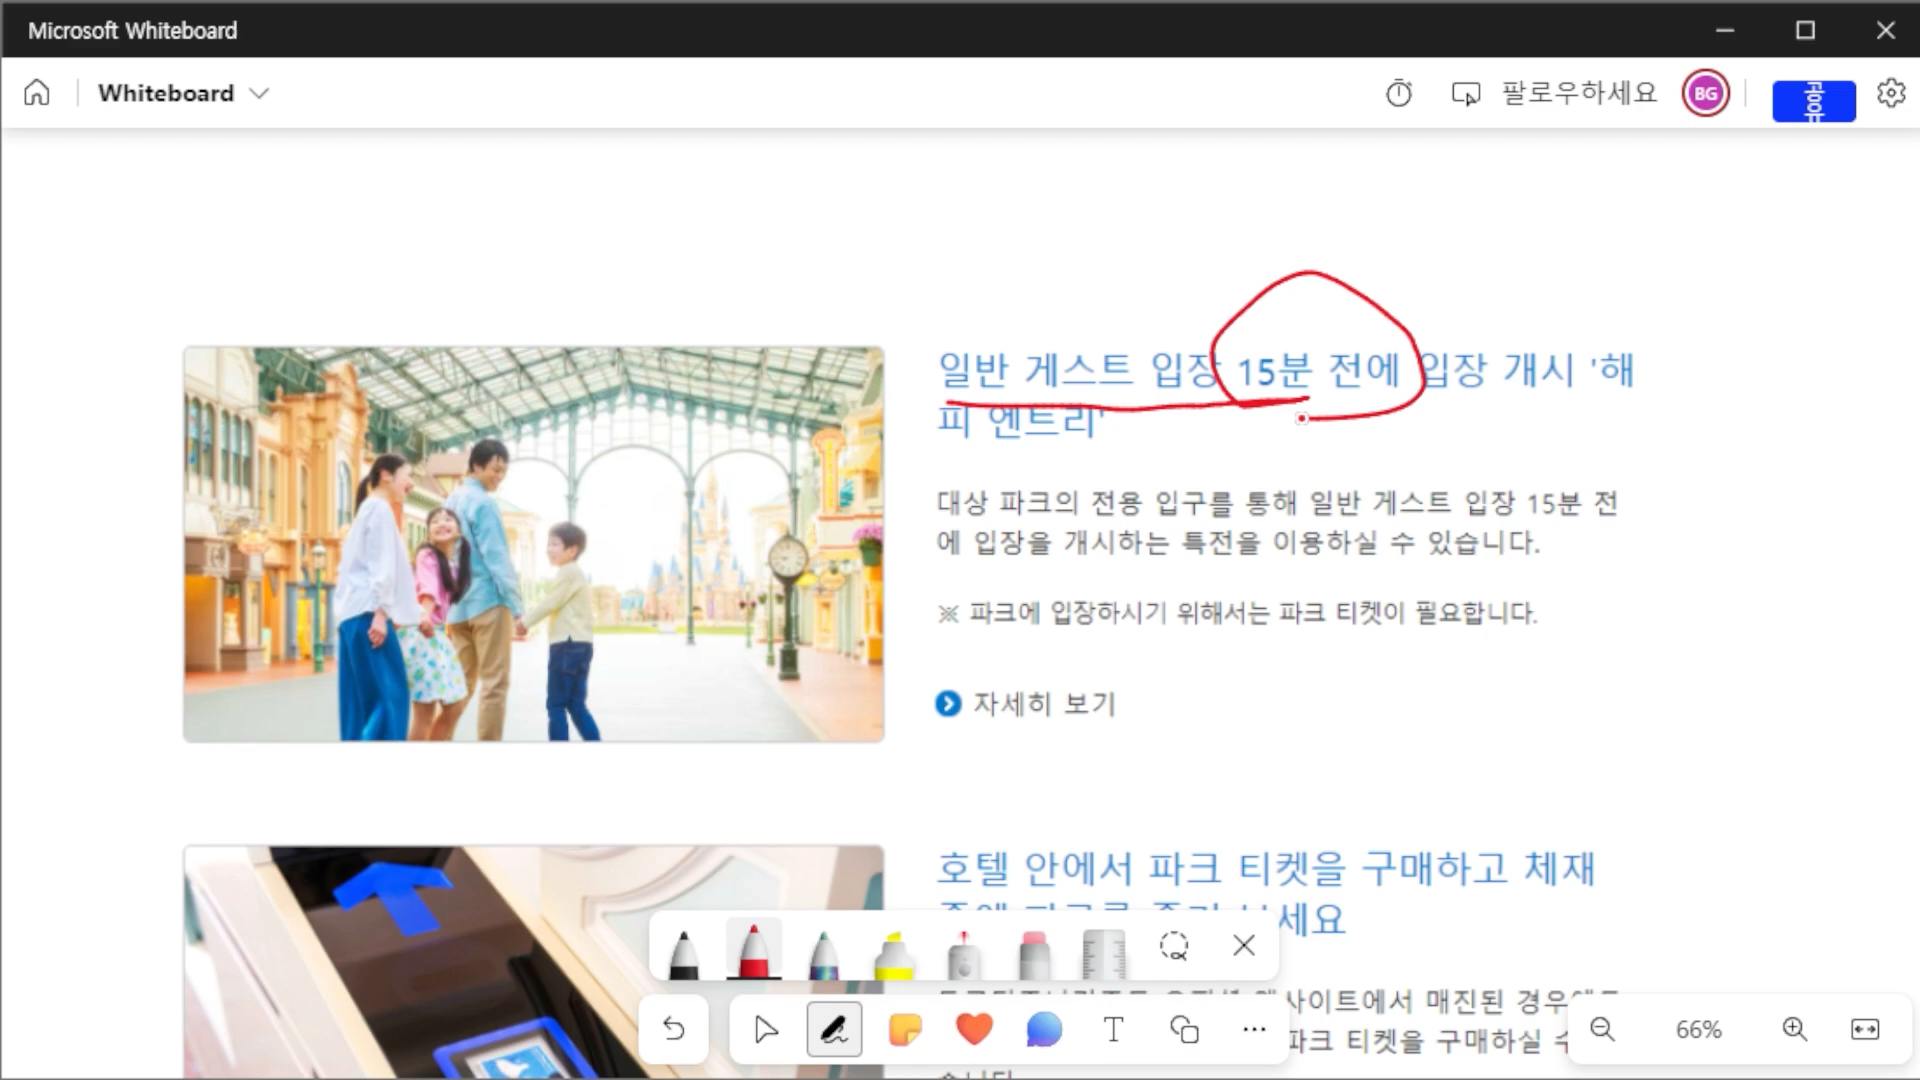 Microsoft Whiteboard
Whiteboard
팔로우하세요
BG
공유
일반 게스트 입장 15분 전에 입장 개시 '해
피 엔트리'
대상 파크의 전용 입구를 통해 일반 게스트 입장 15분 전
에 입장을 개시하는 특전을 이용하실 수 있습니다.
※ 파크에 입장하시기 위해서는 파크 티켓이 필요합니다.
자세히 보기
호텔 안에서 파크 티켓을 구매하고 체재
세요
사이트에서 매진된 경우에도
파크 티켓을 구매하실 수
66%